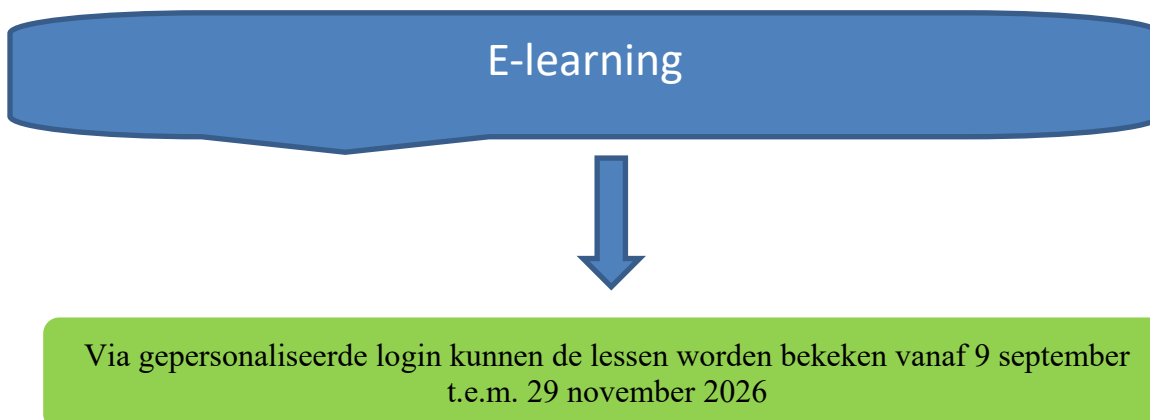 E-learning
Via gepersonaliseerde login kunnen de lessen worden bekeken vanaf 9 september
t.e.m. 29 november 2026